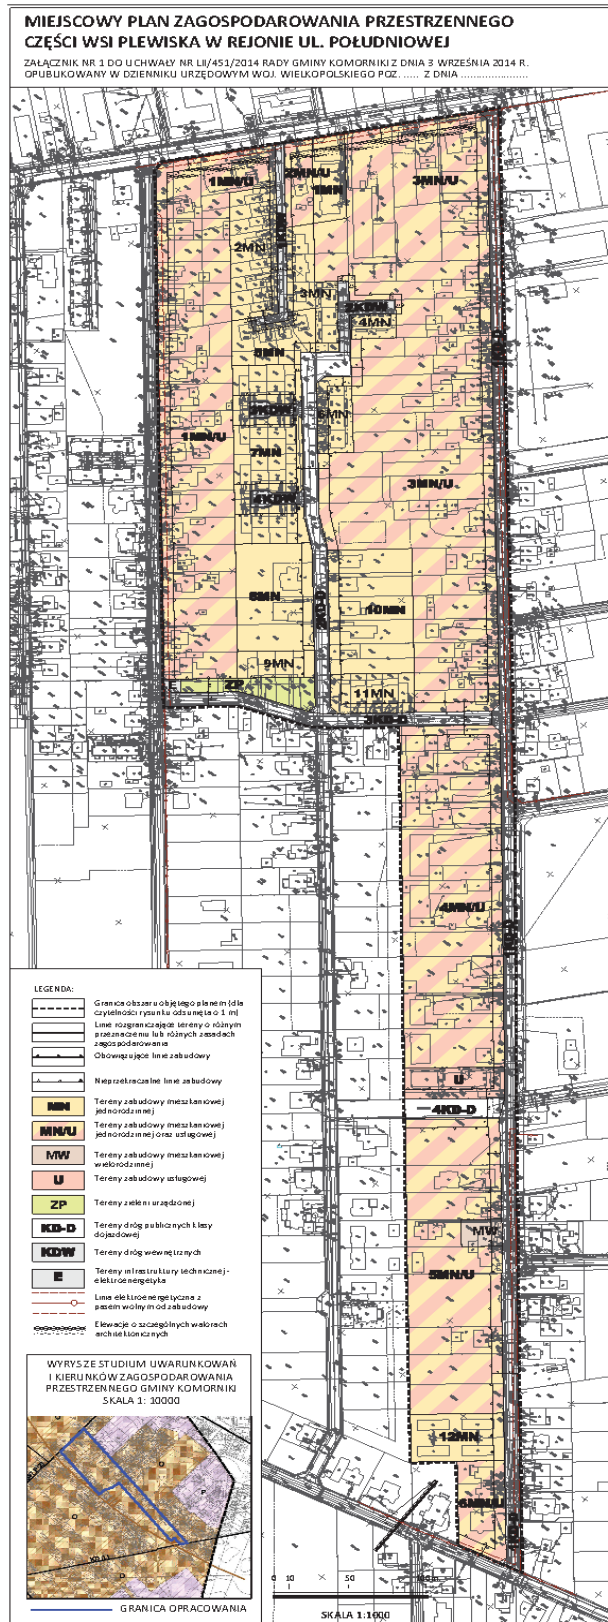 MIEJSCOWY PLAN ZAGOSPODAROWANIA PRZESTRZENNEGO
CZĘŚCI WSI PLEWISKA W REJONIE UL. POŁUDNIOWEJ
ZAŁĄCZNIK NR 1 DO UCHWAŁY NR LII/451/2014 RADY GMINY KOMORNIKI Z DNIA 3 WRZEŚNIA 2014 R.
OPUBLIKOWANY W DZIENNIKU URZĘDOWYM WOJ. WIELKOPOLSKIEGO POZ. ...... Z DNIA .....................
1MN/U
2MN/U
1MN
3MN/U
2MN
3MN
2KDW
4MN
5MN
3KDW
6MN
1MN/U
7MN
3MN/U
4KDW
8MN
2KD-D
10MN
9MN
E
ZP
11MN
3KD-D
4MN/U
1KD-D
U
4KD-D
MW
5MN/U
12MN
6MN/U
LEGENDA:
Granica obszaru objętego planem (dla
czytelności rysunku odsunięta o 1 m)
Linie rozgraniczające tereny o różnym
przeznaczeniu lub różnych zasadach
zagospodarowania
Obowiązujące linie zabudowy
Nieprzekraczalne linie zabudowy
MN Tereny zabudowy mieszkaniowej
jednorodzinnej
MN/U Tereny zabudowy mieszkaniowej
jednorodzinnej oraz usługowej
MW Tereny zabudowy mieszkaniowej
wielorodzinnej
U Tereny zabudowy usługowej
ZP Tereny zieleni urządzonej
KD-D Tereny dróg publicznych klasy
dojazdowej
KDW Tereny dróg wewnętrznych
E Tereny infrastruktury technicznej -
elektroenergetyka
Linia elektroenergetyczna z
pasem wolnym od zabudowy
Elewacje o szczególnych walorach
architektonicznych
WYRYS ZE STUDIUM UWARUNKOWAŃ
I KIERUNKÓW ZAGOSPODAROWANIA
PRZESTRZENNEGO GMINY KOMORNIKI
SKALA 1: 10000
GRANICA OPRACOWANIA
0 10 50 100 m
SKALA 1:1000